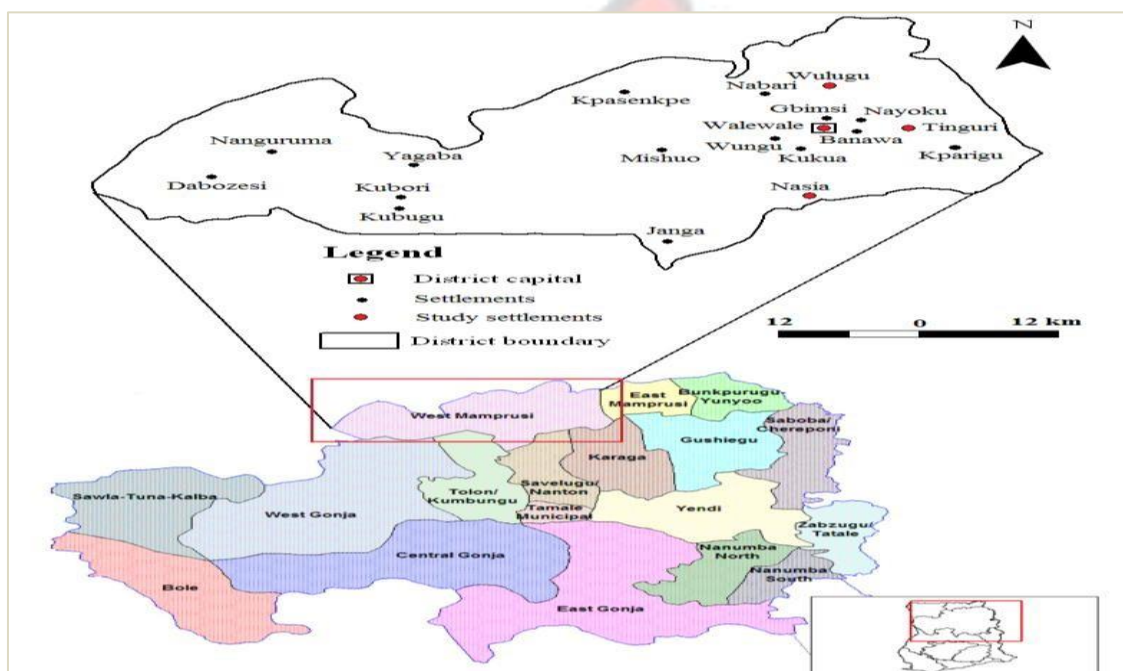 N
Wulugu
Nabari
Kpasenkpe
Gbimsi
Nayoku
Walewale
Tinguri
Banawa
Nanguruma
Wungu
Yagaba
Mishuo
Kukua
Kparigu
Dabozesi
Nasia
Kubori
Kubugu
Janga
Legend
District capital
Settlements
Study settlements
District boundary
12 0 12 km
West Mamprusi
East
Mamprusi
Bunkpurugu-
Yunyoo
Saboba/
Chereponi
Gushiegu
Karaga
Sawla-Tuna-Kalba
Tolon/
Kumbungu
Savelugu/
Nanton
West Gonja
Tamale
Municipal
Yendi
Zabzugu/
Tatale
Central Gonja
Nanumba
North
Nanumba
South
Bole
East Gonja